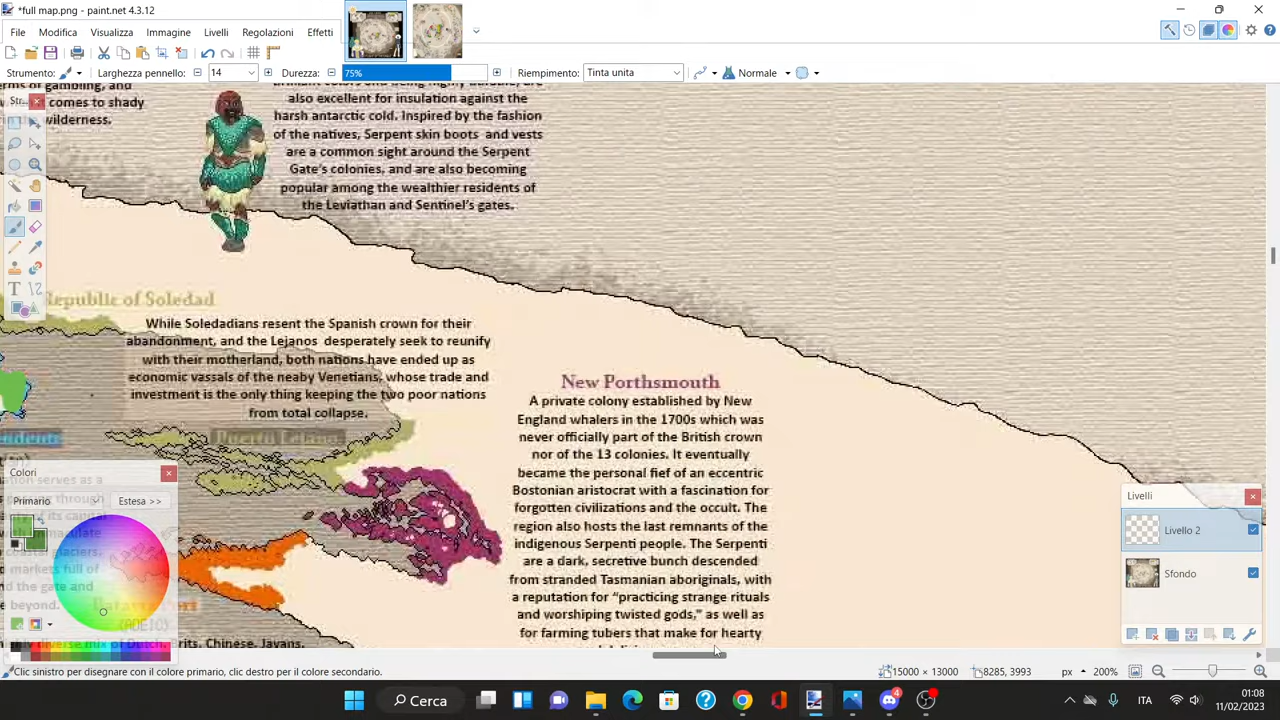 *full map.png - paint.net 4.3.12
File Modifica Visualizza Immagine Livelli Regolazioni Effetti
Strumento: Larghezza pennello: 14 Durezza: 75% Riempimento: Tinta unita Normale
of gambling, and
comes to shady
wilderness.
also excellent for insulation against the
harsh antarctic cold. Inspired by the fashion
of the natives, Serpent skin boots and vests
are a common sight around the Serpent
Gate's colonies, and are also becoming
popular among the wealthier residents of
the Leviathan and Sentinel's gates.
Republic of Soledad
While Soledadians resent the Spanish crown for their
abandonment, and the Lejanos desperately seek to reunify
with their motherland, both nations have ended up as
economic vassals of the neaby Venetians, whose trade and
investment is the only thing keeping the two poor nations
from total collapse.
New Porthsmouth
A private colony established by New
England whalers in the 1700s which was
never officially part of the British crown
nor of the 13 colonies. It eventually
became the personal fief of an eccentric
Bostonian aristocrat with a fascination for
forgotten civilizations and the occult. The
region also hosts the last remnants of the
indigenous Serpenti people. The Serpenti
are a dark, secretive bunch descended
from stranded Tasmanian aboriginals, with
a reputation for "practicing strange rituals
and worshiping twisted gods," as well as
for farming tubers that make for hearty
Colori
Primario Estesa >>
diverse mix of Dutch, Brits, Chinese, Javans,
Livelli
Livello 2
Sfondo
Clic sinistro per disegnare con il colore primario, clic destro per il colore secondario.
15000 × 13000 8285, 3993 px 200%
Cerca
4
ITA
01:08
11/02/2023